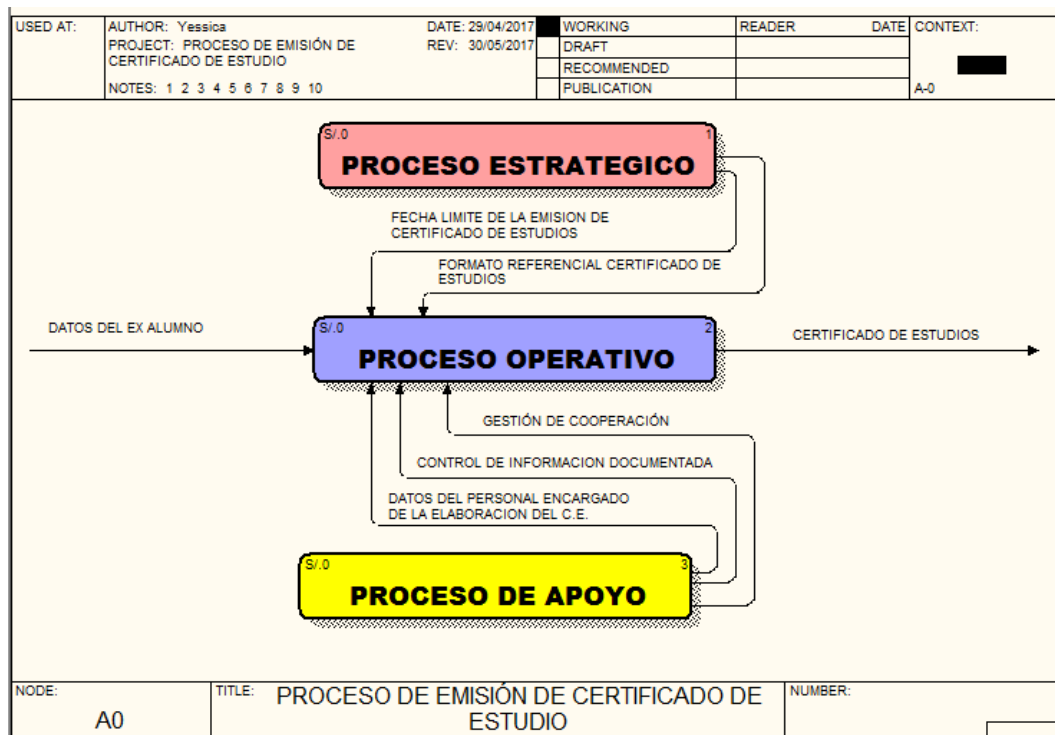 USED AT:
AUTHOR: Yessica
DATE: 29/04/2017
WORKING
READER
DATE
CONTEXT:
PROJECT: PROCESO DE EMISIÓN DE
REV: 30/05/2017
DRAFT
CERTIFICADO DE ESTUDIO
RECOMMENDED
NOTES: 1 2 3 4 5 6 7 8 9 10
PUBLICATION
A-0
S/.0
1
PROCESO ESTRATEGICO
FECHA LIMITE DE LA EMISION DE
CERTIFICADO DE ESTUDIOS
FORMATO REFERENCIAL CERTIFICADO DE
ESTUDIOS
DATOS DEL EX ALUMNO
S/.0
2
PROCESO OPERATIVO
CERTIFICADO DE ESTUDIOS
GESTIÓN DE COOPERACIÓN
CONTROL DE INFORMACION DOCUMENTADA
DATOS DEL PERSONAL ENCARGADO
DE LA ELABORACION DEL C.E.
S/.0
3
PROCESO DE APOYO
NODE:
A0
TITLE:
PROCESO DE EMISIÓN DE CERTIFICADO DE
ESTUDIO
NUMBER: